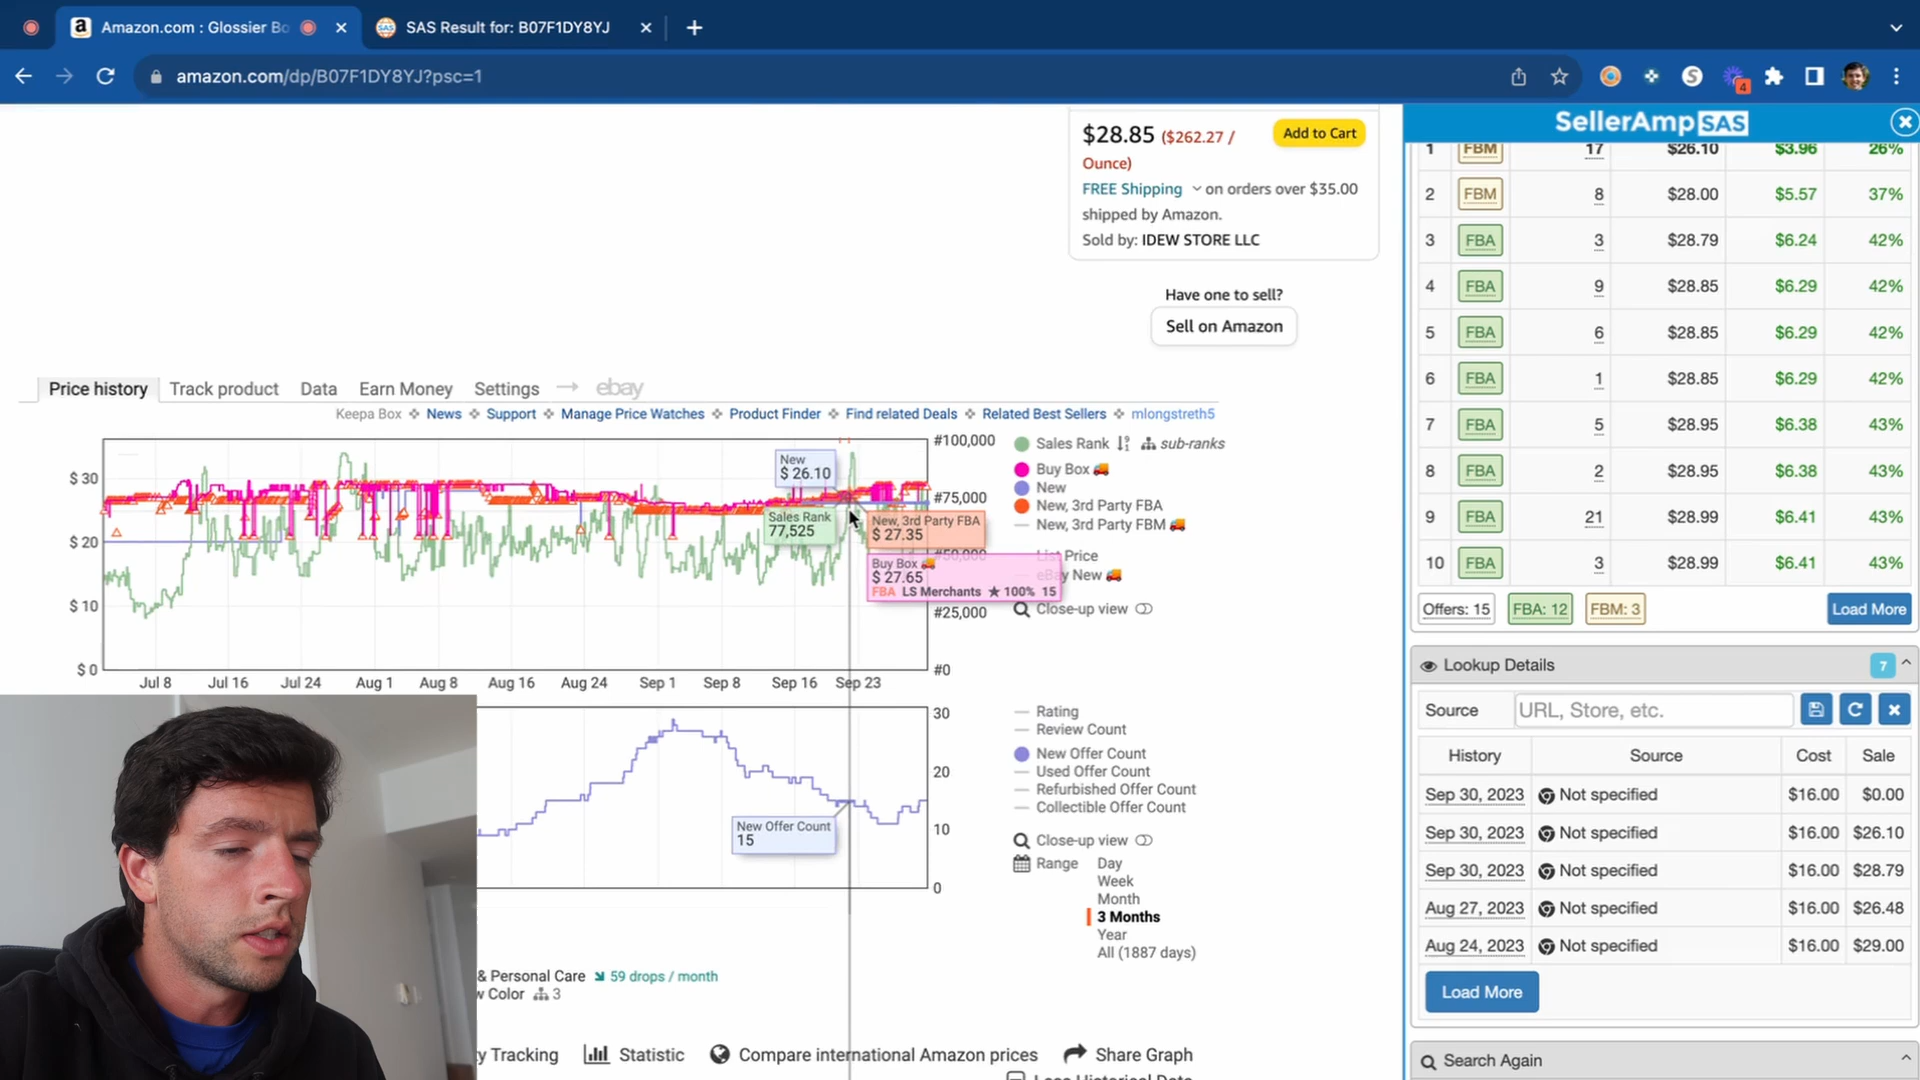 Amazon.com : Glossier Bo
SAS Result for: B07F1DY8YJ
amazon.com/dp/B07F1DY8YJ?psc=1
4
$28.85 ($262.27 /
Ounce)
Add to Cart
FREE Shipping on orders over $35.00
shipped by Amazon.
Sold by: IDEW STORE LLC
Have one to sell?
Sell on Amazon
Price history Track product Data Earn Money Settings ebay
Keepa Box News Support Manage Price Watches Product Finder Find related Deals Related Best Sellers mlongstreth5
$ 30
$ 20
$ 10
$ 0
#100,000
#75,000
#50,000
#25,000
#0
New
$ 26.10
Sales Rank
77,525
New, 3rd Party FBA
$ 27.35
Buy Box
$ 27.65
FBA LS Merchants ★ 100% 15
Jul 8 Jul 16 Jul 24 Aug 1 Aug 8 Aug 16 Aug 24 Sep 1 Sep 8 Sep 16 Sep 23
Sales Rank sub-ranks
Buy Box
New
New, 3rd Party FBA
New, 3rd Party FBM
List Price
eBay New
Close-up view
30
20
10
0
New Offer Count
15
Rating
Review Count
New Offer Count
Used Offer Count
Refurbished Offer Count
Collectible Offer Count
Close-up view
Range Day
Week
Month
3 Months
Year
All (1887 days)
& Personal Care 59 drops / month
w Color 3
y Tracking Statistic Compare international Amazon prices Share Graph
Less Historical Data
SellerAmp SAS
1 FBM 17 $26.10 $3.96 26%
2 FBM 8 $28.00 $5.57 37%
3 FBA 3 $28.79 $6.24 42%
4 FBA 9 $28.85 $6.29 42%
5 FBA 6 $28.85 $6.29 42%
6 FBA 1 $28.85 $6.29 42%
7 FBA 5 $28.95 $6.38 43%
8 FBA 2 $28.95 $6.38 43%
9 FBA 21 $28.99 $6.41 43%
10 FBA 3 $28.99 $6.41 43%
Offers: 15 FBA: 12 FBM: 3 Load More
Lookup Details 7
Source URL, Store, etc.
History Source Cost Sale
Sep 30, 2023 Not specified $16.00 $0.00
Sep 30, 2023 Not specified $16.00 $26.10
Sep 30, 2023 Not specified $16.00 $28.79
Aug 27, 2023 Not specified $16.00 $26.48
Aug 24, 2023 Not specified $16.00 $29.00
Load More
Search Again